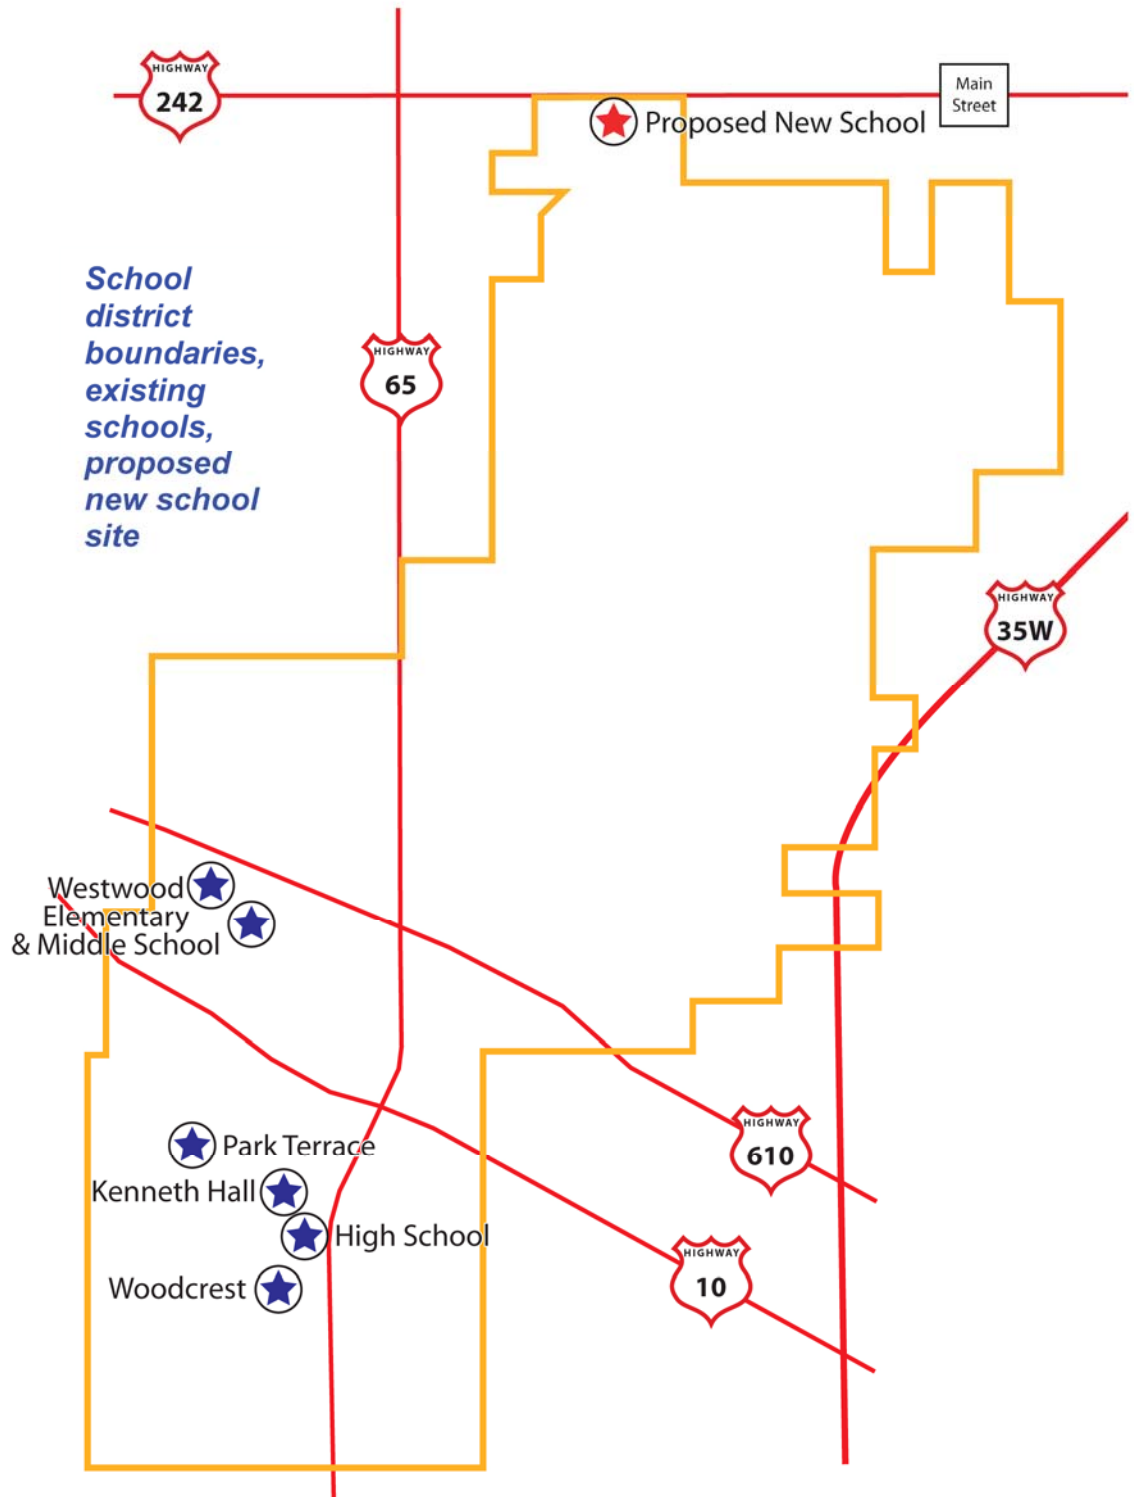 HIGHWAY
242
Main
Street
Proposed New School
School
district
boundaries,
existing
schools,
proposed
new school
site
HIGHWAY
65
HIGHWAY
35W
Westwood
Elementary
& Middle School
HIGHWAY
610
Park Terrace
Kenneth Hall
High School
HIGHWAY
10
Woodcrest